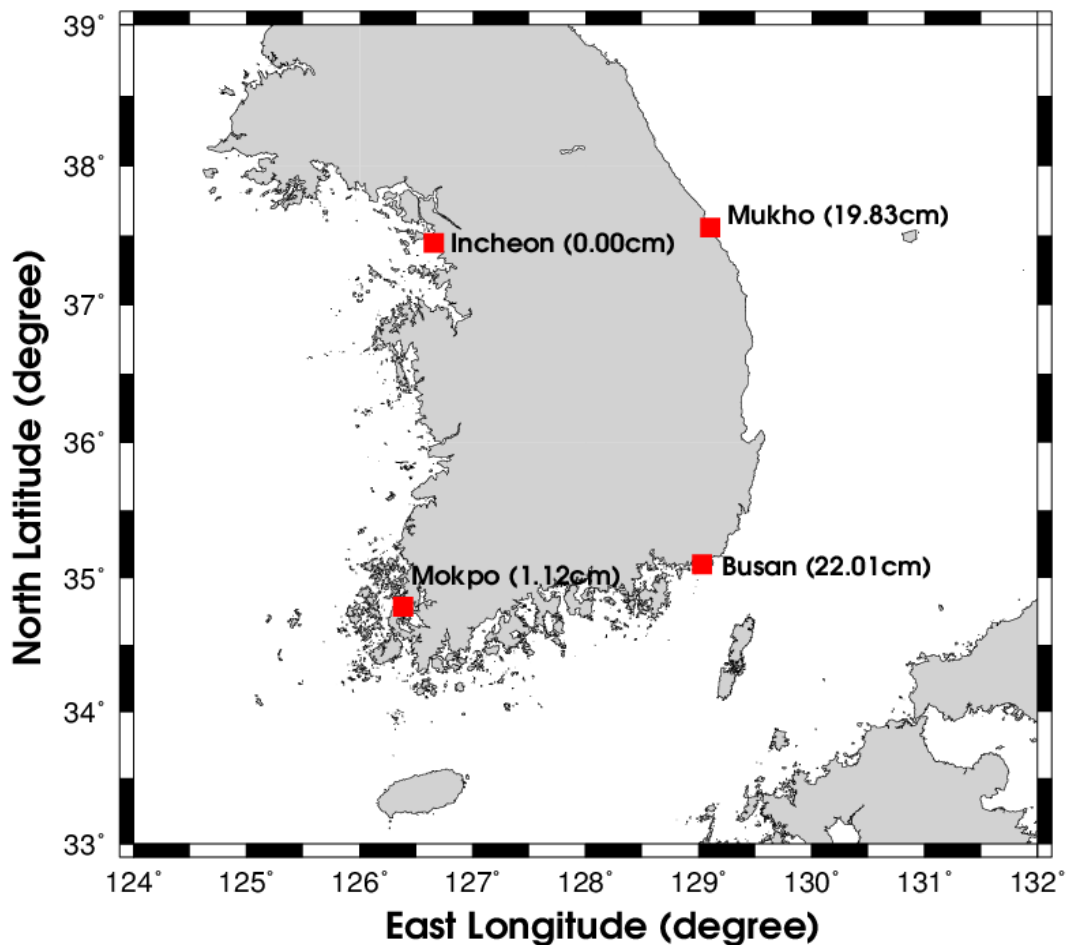 39°
38°
37°
36°
35°
34°
33°
North Latitude (degree)
Mukho (19.83cm)
Incheon (0.00cm)
Busan (22.01cm)
Mokpo (1.12cm)
124° 125° 126° 127° 128° 129° 130° 131° 132°
East Longitude (degree)